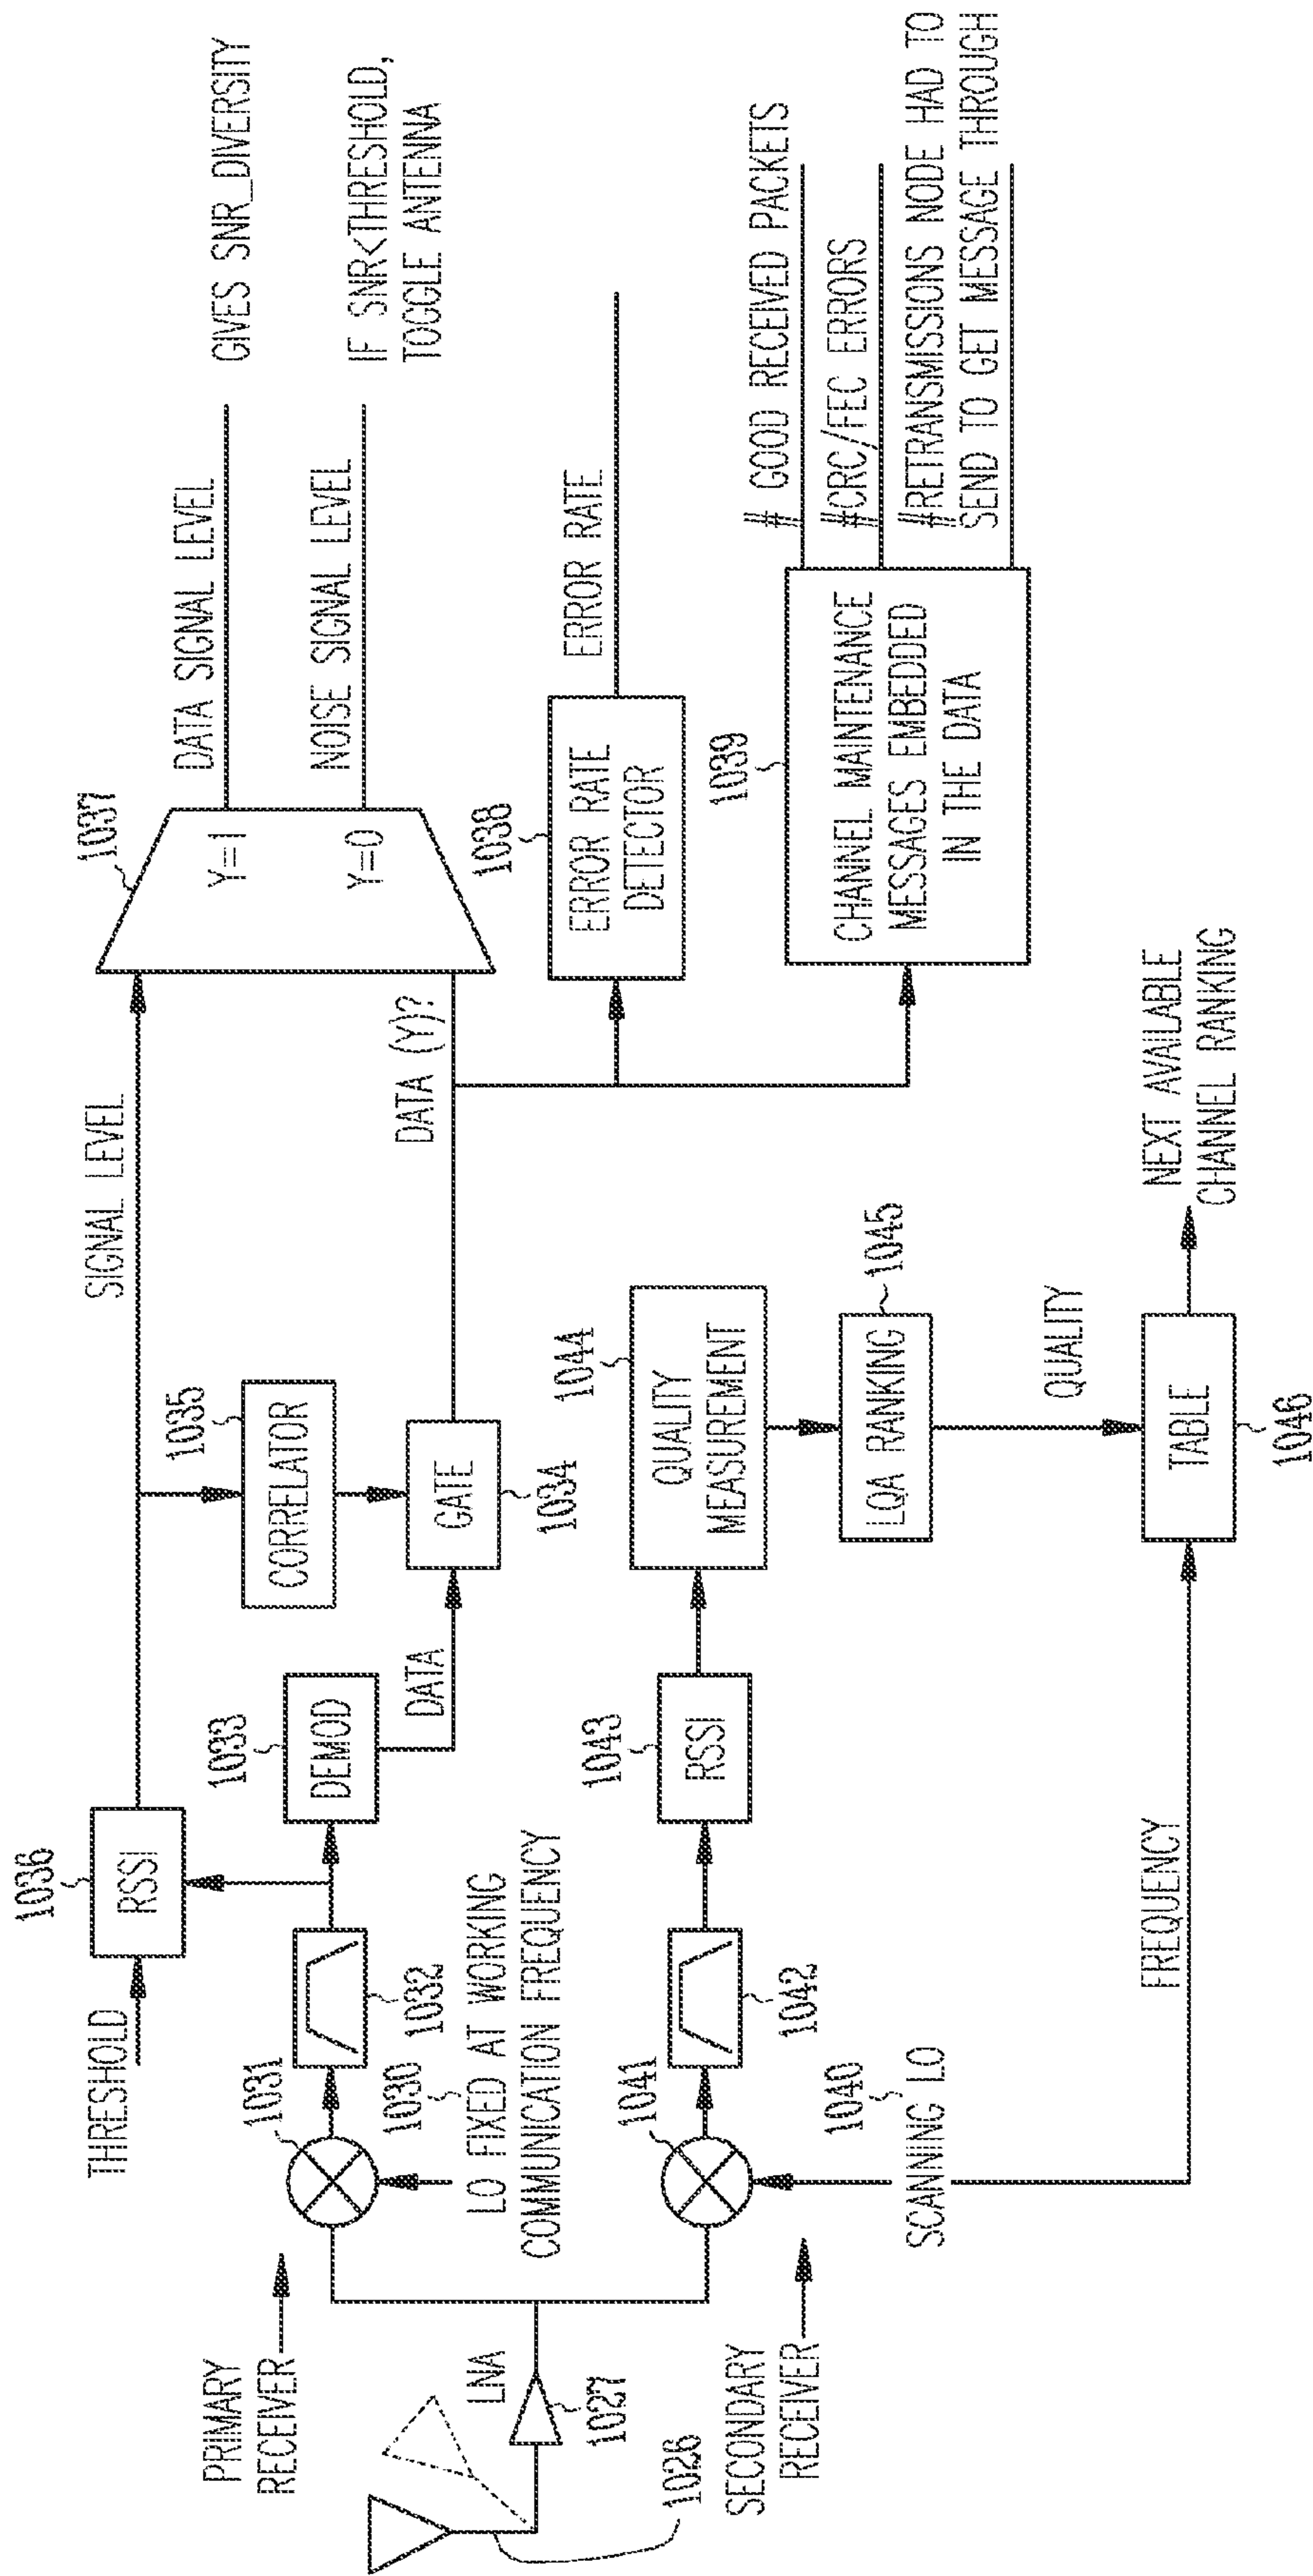 PRIMARY
RECEIVER
SECONDARY
RECEIVER
1026
LNA
1027
THRESHOLD
1036
RSSI
1031
1030
LO FIXED AT WORKING
COMMUNICATION FREQUENCY
1032
1033
DEMOD
DATA
1035
CORRELATOR
GATE
1034
SIGNAL LEVEL
DATA (Y)?
1037
Y=1
Y=0
DATA SIGNAL LEVEL
GIVES SNR_DIVERSITY
NOISE SIGNAL LEVEL
IF SNR<THRESHOLD,
TOGGLE ANTENNA
1038
ERROR RATE
DETECTOR
ERROR RATE
1039
CHANNEL MAINTENANCE
MESSAGES EMBEDDED
IN THE DATA
# GOOD RECEIVED PACKETS
#CRC/FEC ERRORS
#RETRANSMISSIONS NODE HAD TO
SEND TO GET MESSAGE THROUGH
1041
1040
SCANNING LO
1042
1043
RSSI
1044
QUALITY
MEASUREMENT
LQA RANKING
1045
QUALITY
FREQUENCY
TABLE
1046
NEXT AVAILABLE
CHANNEL RANKING